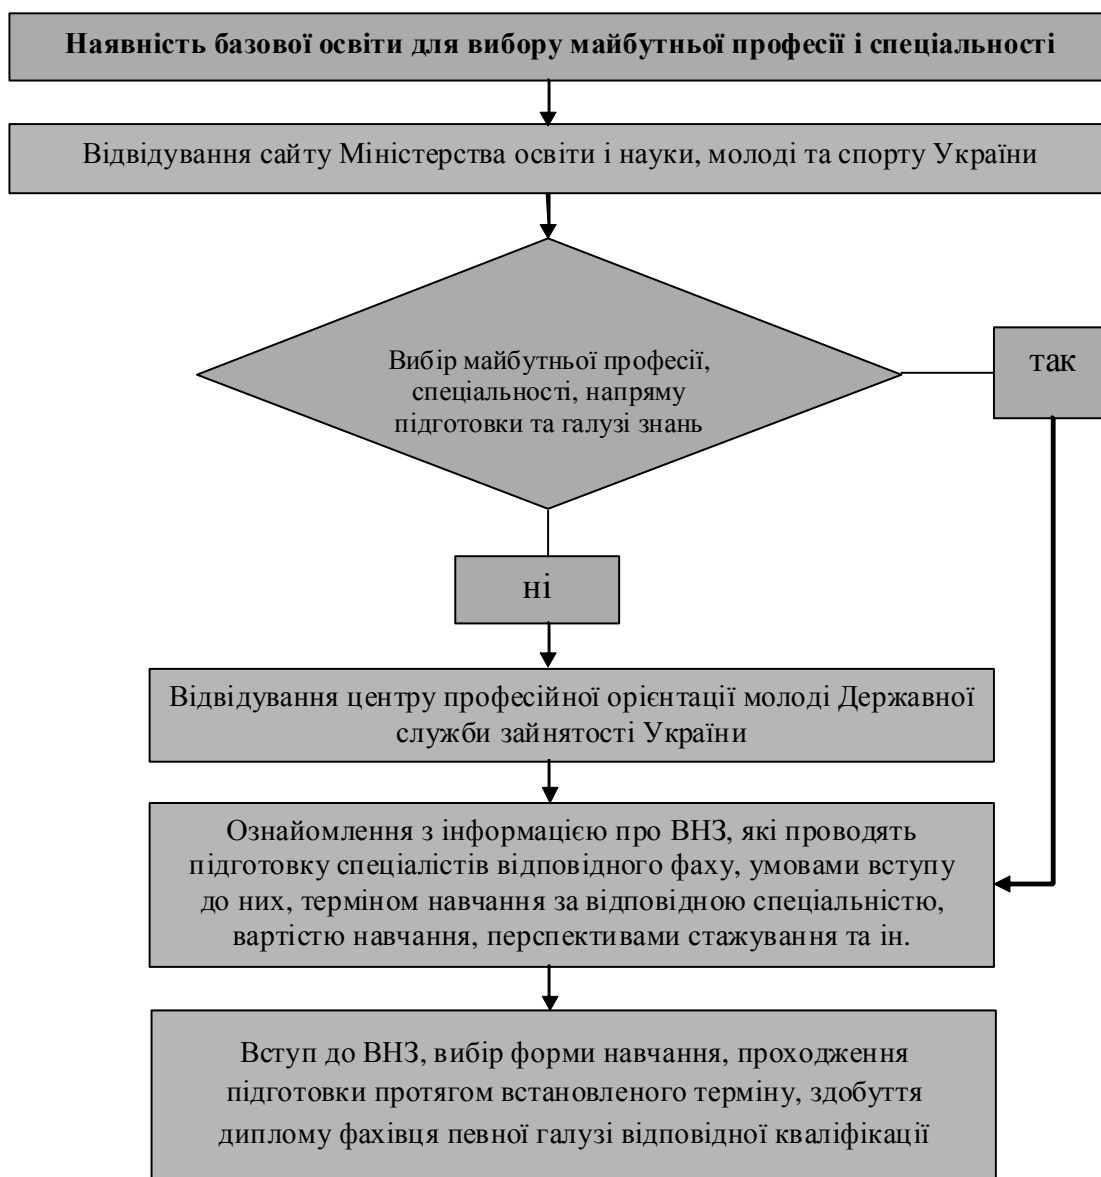 Наявність базової освіти для вибору майбутньої професії і спеціальності
Відвідування сайту Міністерства освіти і науки, молоді та спорту України
Вибір майбутньої професії,
спеціальності, напряму
підготовки та галузі знань
так
ні
Відвідування центру професійної орієнтації молоді Державної
служби зайнятості України
Ознайомлення з інформацією про ВНЗ, які проводять
підготовку спеціалістів відповідного фаху, умовами вступу
до них, терміном навчання за відповідною спеціальністю,
вартістю навчання, перспективами стажування та ін.
Вступ до ВНЗ, вибір форми навчання, проходження
підготовки протягом встановленого терміну, здобуття
диплому фахівця певної галузі відповідної кваліфікації